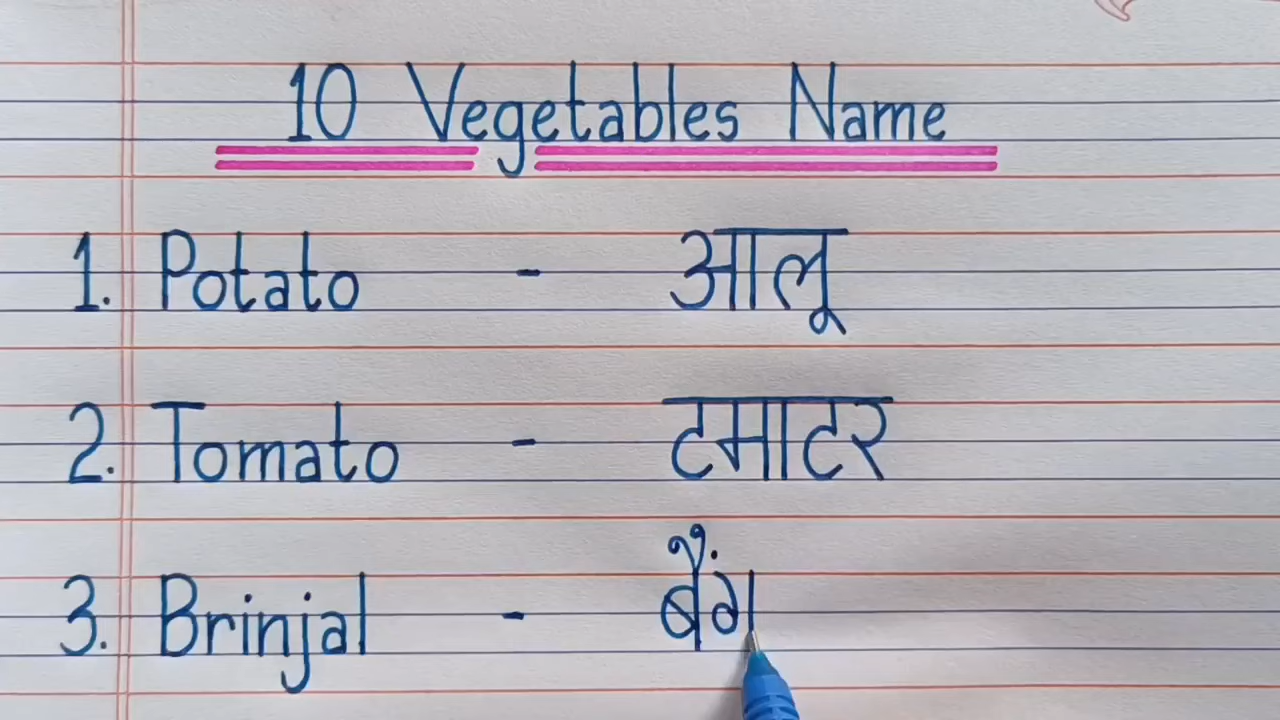 10 Vegetables Name
1. Potato - आलू
2. Tomato - टमाटर
3. Brinjal - बैंग